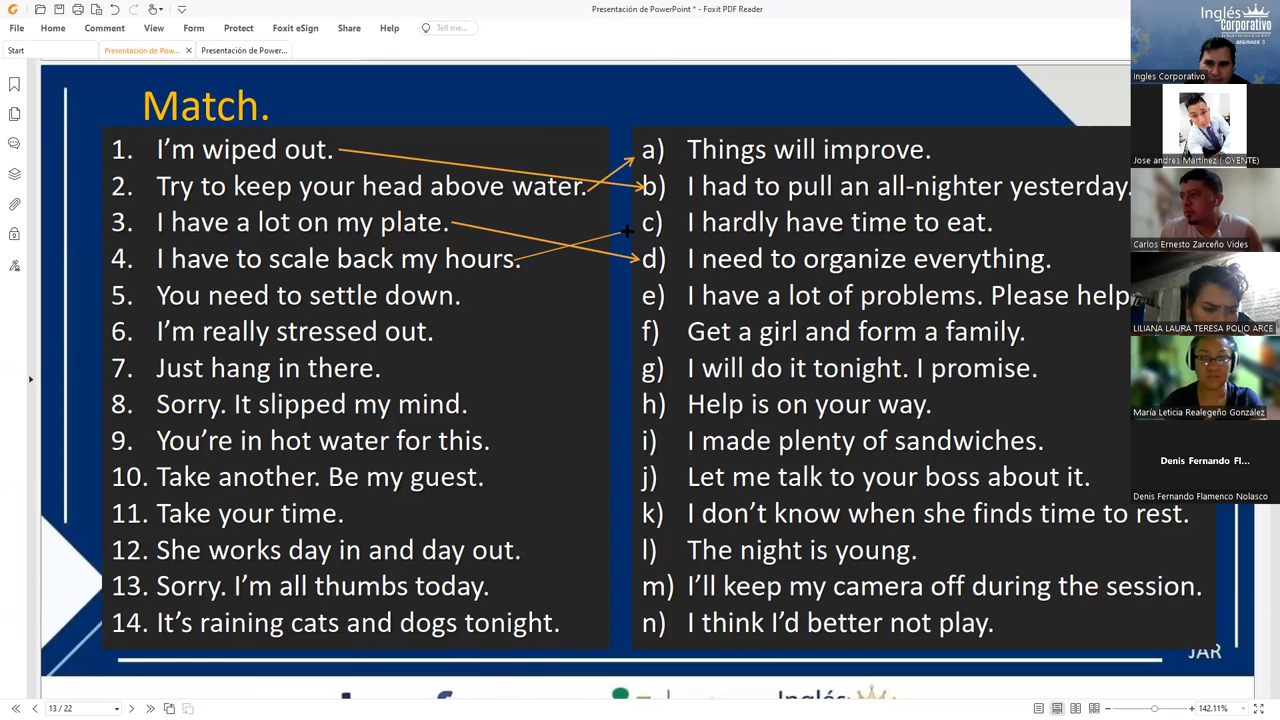 Presentación de PowerPoint * - Foxit PDF Reader
File Home Comment View Form Protect Foxit eSign Share Help Tell me...
Start Presentación de Pow... Presentación de Power...
Match.
1. I'm wiped out.
2. Try to keep your head above water.
3. I have a lot on my plate.
4. I have to scale back my hours.
5. You need to settle down.
6. I'm really stressed out.
7. Just hang in there.
8. Sorry. It slipped my mind.
9. You're in hot water for this.
10. Take another. Be my guest.
11. Take your time.
12. She works day in and day out.
13. Sorry. I'm all thumbs today.
14. It's raining cats and dogs tonight.
a) Things will improve.
b) I had to pull an all-nighter yesterday.
c) I hardly have time to eat.
d) I need to organize everything.
e) I have a lot of problems. Please help
f) Get a girl and form a family.
g) I will do it tonight. I promise.
h) Help is on your way.
i) I made plenty of sandwiches.
j) Let me talk to your boss about it.
k) I don't know when she finds time to rest.
l) The night is young.
m) I'll keep my camera off during the session.
n) I think I'd better not play.
JAR
Inglés
Corporativo
BEGINNER 5
Ingles Corporativo
Jose andres Martinez ( OYENTE)
Carlos Ernesto Zarceño Vides
LILIANA LAURA TERESA POLIO ARCE
María Leticia Realegeño González
Denis Fernando Fl...
Denis Fernando Flamenco Nolasco
13 / 22
142.11%